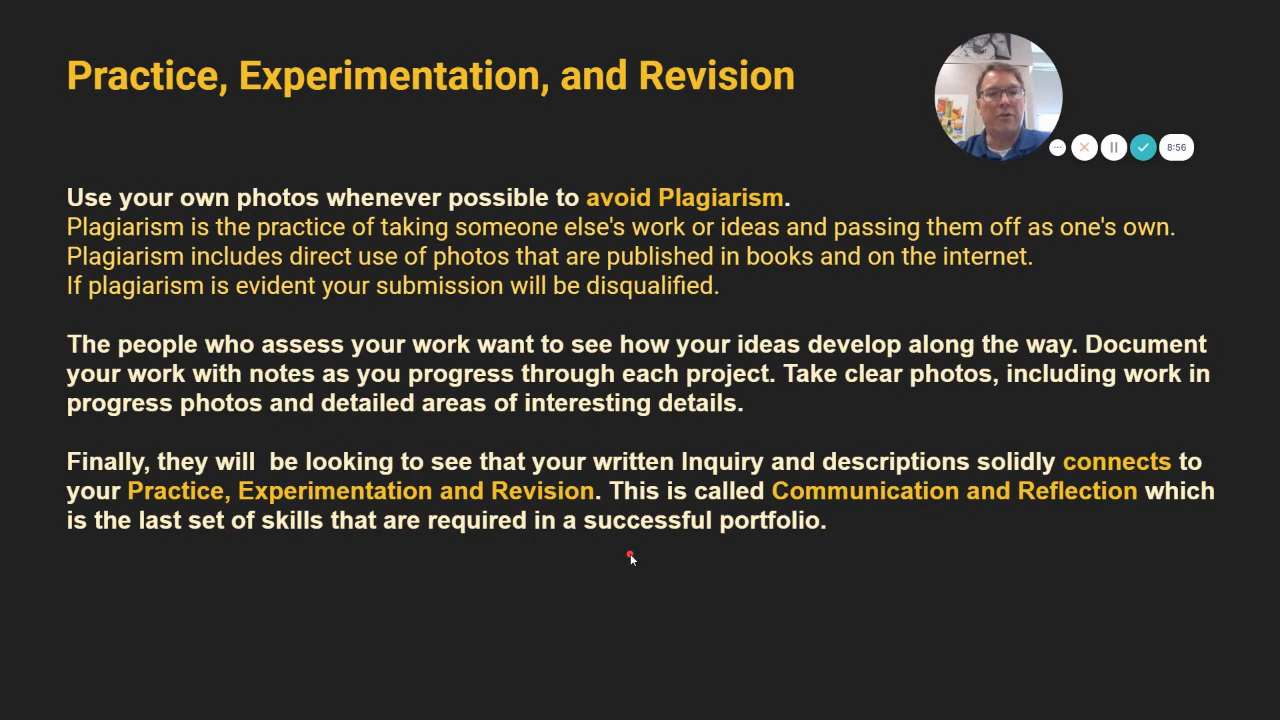 Practice, Experimentation, and Revision
8:56
Use your own photos whenever possible to avoid Plagiarism.
Plagiarism is the practice of taking someone else's work or ideas and passing them off as one's own.
Plagiarism includes direct use of photos that are published in books and on the internet.
If plagiarism is evident your submission will be disqualified.
The people who assess your work want to see how your ideas develop along the way. Document
your work with notes as you progress through each project. Take clear photos, including work in
progress photos and detailed areas of interesting details.
Finally, they will  be looking to see that your written Inquiry and descriptions solidly connects to
your Practice, Experimentation and Revision. This is called Communication and Reflection which
is the last set of skills that are required in a successful portfolio.